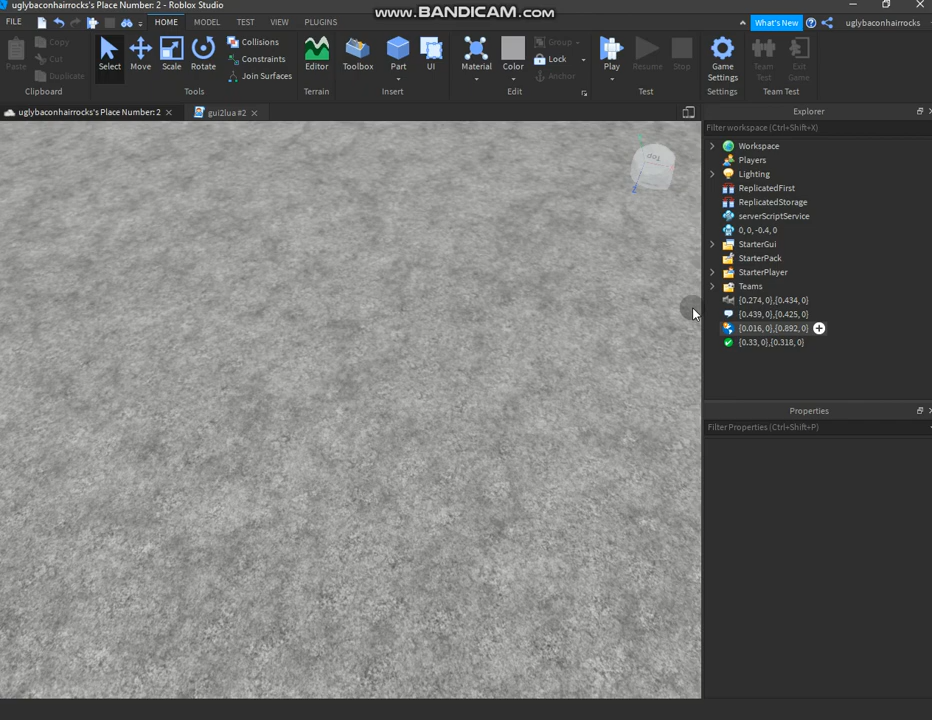 uglybaconhairrocks's Place Number: 2 - Roblox Studio
www.BANDICAM.com
FILE HOME MODEL TEST VIEW PLUGINS What's New uglybaconhairrocks
Paste Copy Cut Duplicate
Select Move Scale Rotate Collisions Constraints Join Surfaces
Editor Toolbox Part UI
Material Color Group Lock Anchor
Play Resume Stop
Game Settings Team Test Exit Game
Clipboard Tools Terrain Insert Edit Test Settings Team Test
uglybaconhairrocks's Place Number: 2 gui2lua #2
Top
Z
Explorer
Filter workspace (Ctrl+Shift+X)
Workspace
Players
Lighting
ReplicatedFirst
ReplicatedStorage
serverScriptService
0, 0, -0.4, 0
StarterGui
StarterPack
StarterPlayer
Teams
{0.274, 0},{0.434, 0}
{0.439, 0},{0.425, 0}
{0.016, 0},{0.892, 0}
{0.33, 0},{0.318, 0}
Properties
Filter Properties (Ctrl+Shift+P)